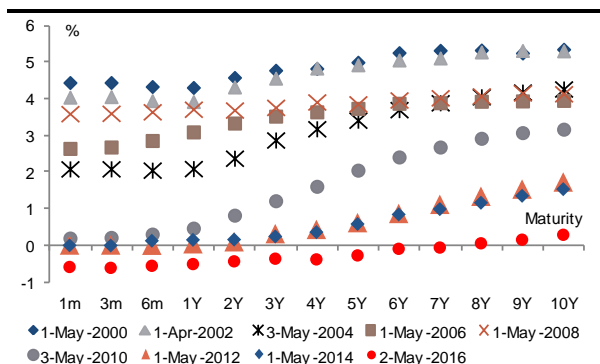 6
%
5
4
3
2
1
Maturity
0
-1
1m 3m 6m 1Y 2Y 3Y 4Y 5Y 6Y 7Y 8Y 9Y 10Y
1-May-2000 1-Apr-2002 3-May-2004 1-May-2006 1-May-2008
3-May-2010 1-May-2012 1-May-2014 2-May-2016